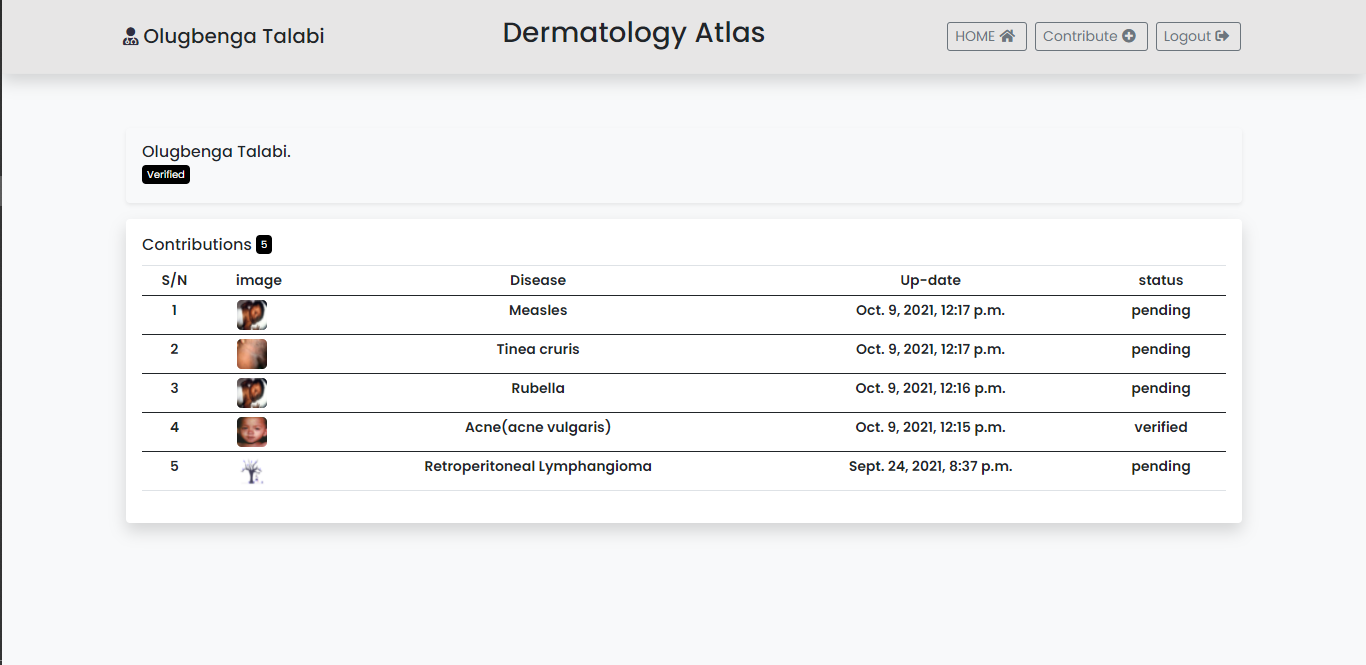 Olugbenga Talabi Dermatology Atlas HOME Contribute Logout
Olugbenga Talabi.
Verified
Contributions 5
S/N image Disease Up-date status
1 Measles Oct. 9, 2021, 12:17 p.m. pending
2 Tinea cruris Oct. 9, 2021, 12:17 p.m. pending
3 Rubella Oct. 9, 2021, 12:16 p.m. pending
4 Acne(acne vulgaris) Oct. 9, 2021, 12:15 p.m. verified
5 Retroperitoneal Lymphangioma Sept. 24, 2021, 8:37 p.m. pending